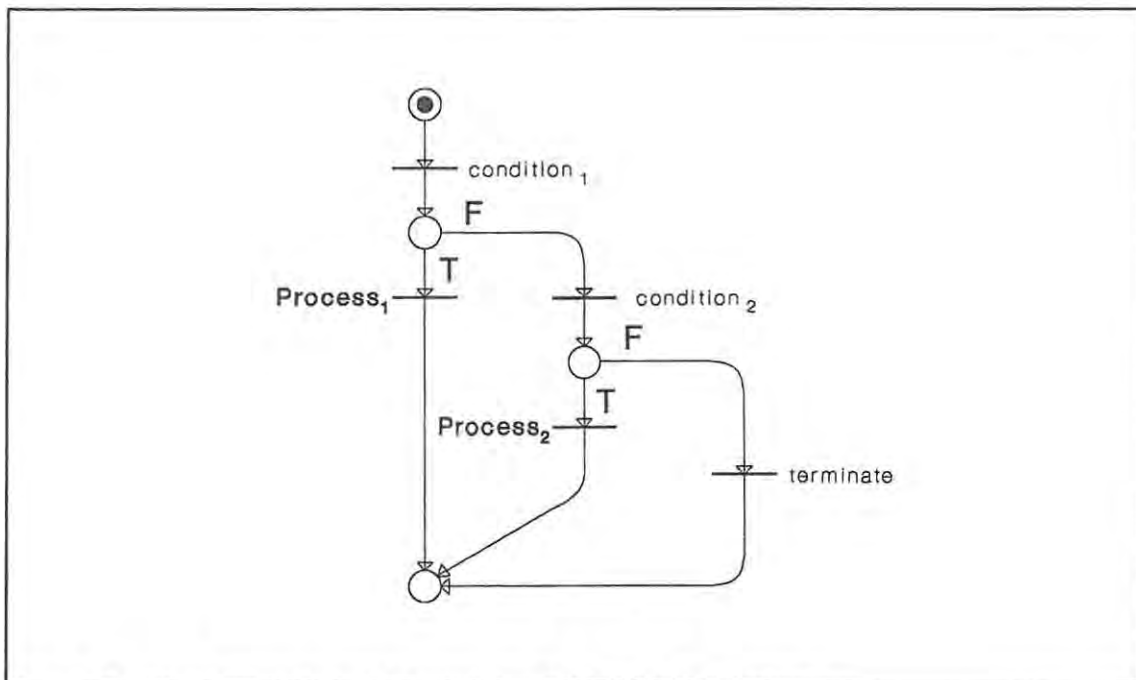 condition 1
F
T
Process1
condition 2
F
T
Process2
terminate